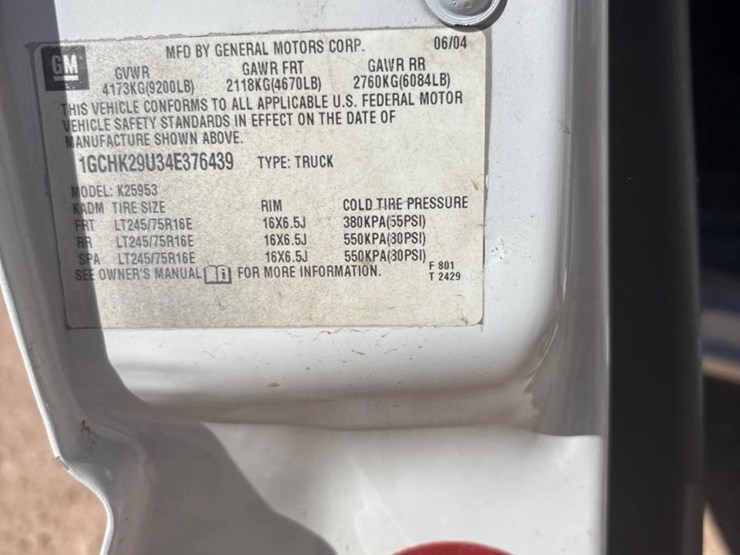 GM
MFD BY GENERAL MOTORS CORP. 06/04
GVWR GAWR FRT GAWR RR
4173KG(9200LB) 2118KG(4670LB) 2760KG(6084LB)
THIS VEHICLE CONFORMS TO ALL APPLICABLE U.S. FEDERAL MOTOR
VEHICLE SAFETY STANDARDS IN EFFECT ON THE DATE OF
MANUFACTURE SHOWN ABOVE.
1GCHK29U34E376439 TYPE: TRUCK
MODEL: K25953
KADM TIRE SIZE RIM COLD TIRE PRESSURE
FRT LT245/75R16E 16X6.5J 380KPA(55PSI)
RR LT245/75R16E 16X6.5J 550KPA(80PSI)
SPA LT245/75R16E 16X6.5J 550KPA(80PSI)
SEE OWNER'S MANUAL i FOR MORE INFORMATION. F 801
T 2429